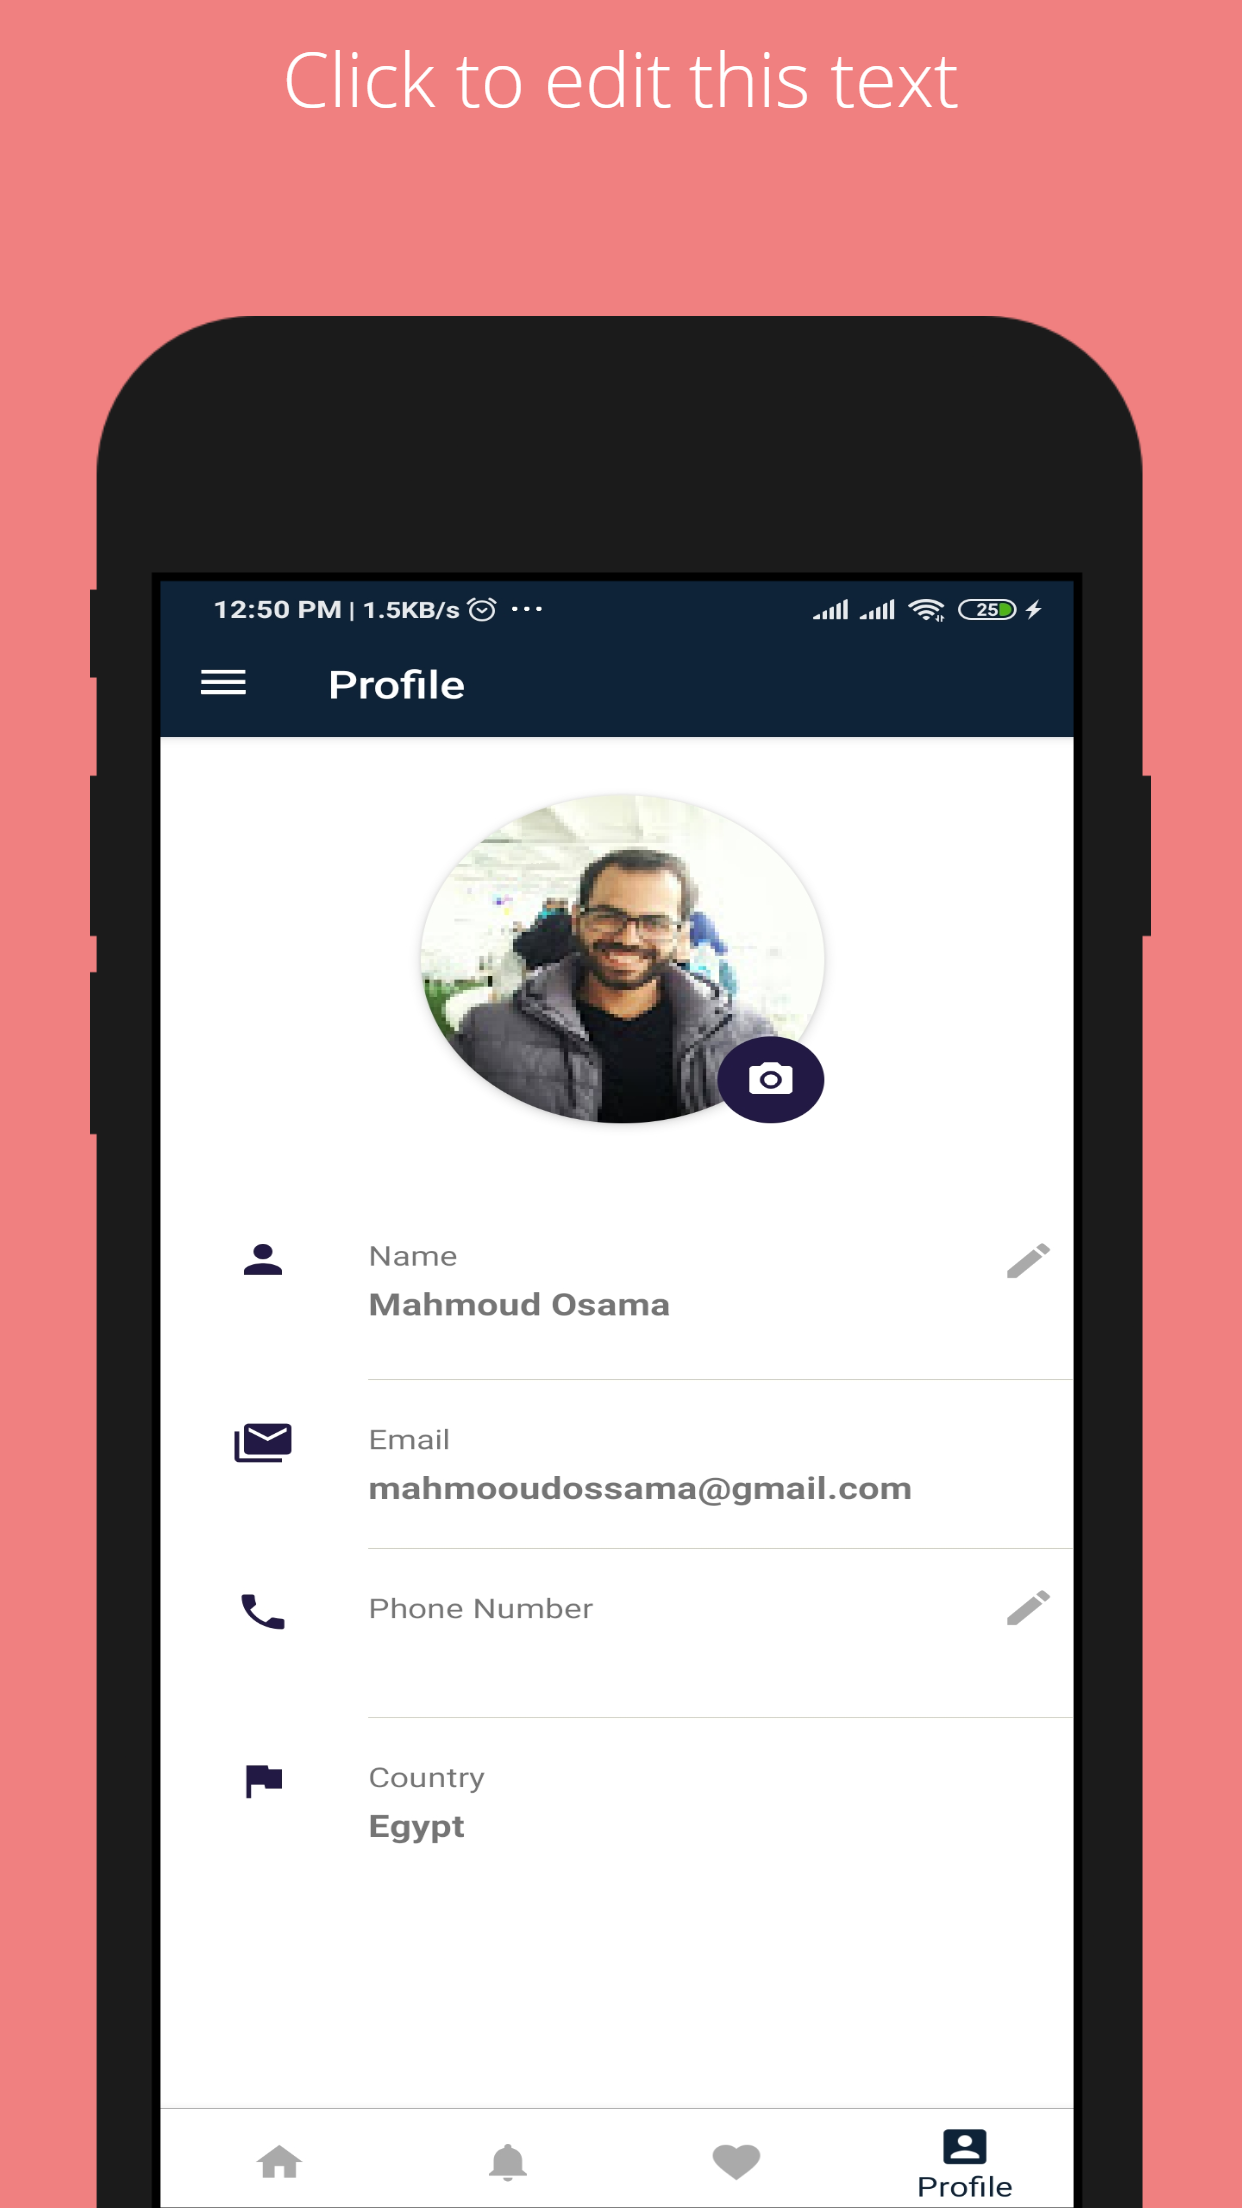 Click to edit this text
12:50 PM | 1.5KB/s ... 25
Profile
Name
Mahmoud Osama
Email
mahmooudossama@gmail.com
Phone Number
Country
Egypt
Profile